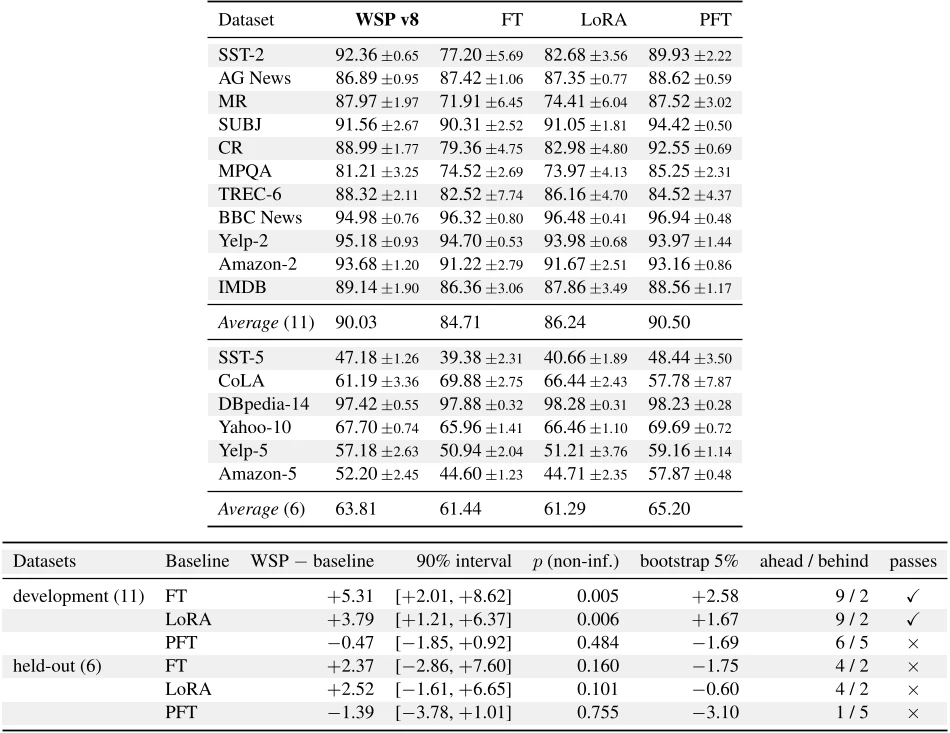 Dataset WSP v8 FT LoRA PFT
SST-2 92.36 ±0.65 77.20 ±5.69 82.68 ±3.56 89.93 ±2.22
AG News 86.89 ±0.95 87.42 ±1.06 87.35 ±0.77 88.62 ±0.59
MR 87.97 ±1.97 71.91 ±6.45 74.41 ±6.04 87.52 ±3.02
SUBJ 91.56 ±2.67 90.31 ±2.52 91.05 ±1.81 94.42 ±0.50
CR 88.99 ±1.77 79.36 ±4.75 82.98 ±4.80 92.55 ±0.69
MPQA 81.21 ±3.25 74.52 ±2.69 73.97 ±4.13 85.25 ±2.31
TREC-6 88.32 ±2.11 82.52 ±7.74 86.16 ±4.70 84.52 ±4.37
BBC News 94.98 ±0.76 96.32 ±0.80 96.48 ±0.41 96.94 ±0.48
Yelp-2 95.18 ±0.93 94.70 ±0.53 93.98 ±0.68 93.97 ±1.44
Amazon-2 93.68 ±1.20 91.22 ±2.79 91.67 ±2.51 93.16 ±0.86
IMDB 89.14 ±1.90 86.36 ±3.06 87.86 ±3.49 88.56 ±1.17
Average (11) 90.03 84.71 86.24 90.50
SST-5 47.18 ±1.26 39.38 ±2.31 40.66 ±1.89 48.44 ±3.50
CoLA 61.19 ±3.36 69.88 ±2.75 66.44 ±2.43 57.78 ±7.87
DBpedia-14 97.42 ±0.55 97.88 ±0.32 98.28 ±0.31 98.23 ±0.28
Yahoo-10 67.70 ±0.74 65.96 ±1.41 66.46 ±1.10 69.69 ±0.72
Yelp-5 57.18 ±2.63 50.94 ±2.04 51.21 ±3.76 59.16 ±1.14
Amazon-5 52.20 ±2.45 44.60 ±1.23 44.71 ±2.35 57.87 ±0.48
Average (6) 63.81 61.44 61.29 65.20
Datasets Baseline WSP − baseline 90% interval p (non-inf.) bootstrap 5% ahead / behind passes
development (11) FT +5.31 [+2.01, +8.62] 0.005 +2.58 9 / 2 ✓
LoRA +3.79 [+1.21, +6.37] 0.006 +1.67 9 / 2 ✓
PFT −0.47 [−1.85, +0.92] 0.484 −1.69 6 / 5 ×
held-out (6) FT +2.37 [−2.86, +7.60] 0.160 −1.75 4 / 2 ×
LoRA +2.52 [−1.61, +6.65] 0.101 −0.60 4 / 2 ×
PFT −1.39 [−3.78, +1.01] 0.755 −3.10 1 / 5 ×